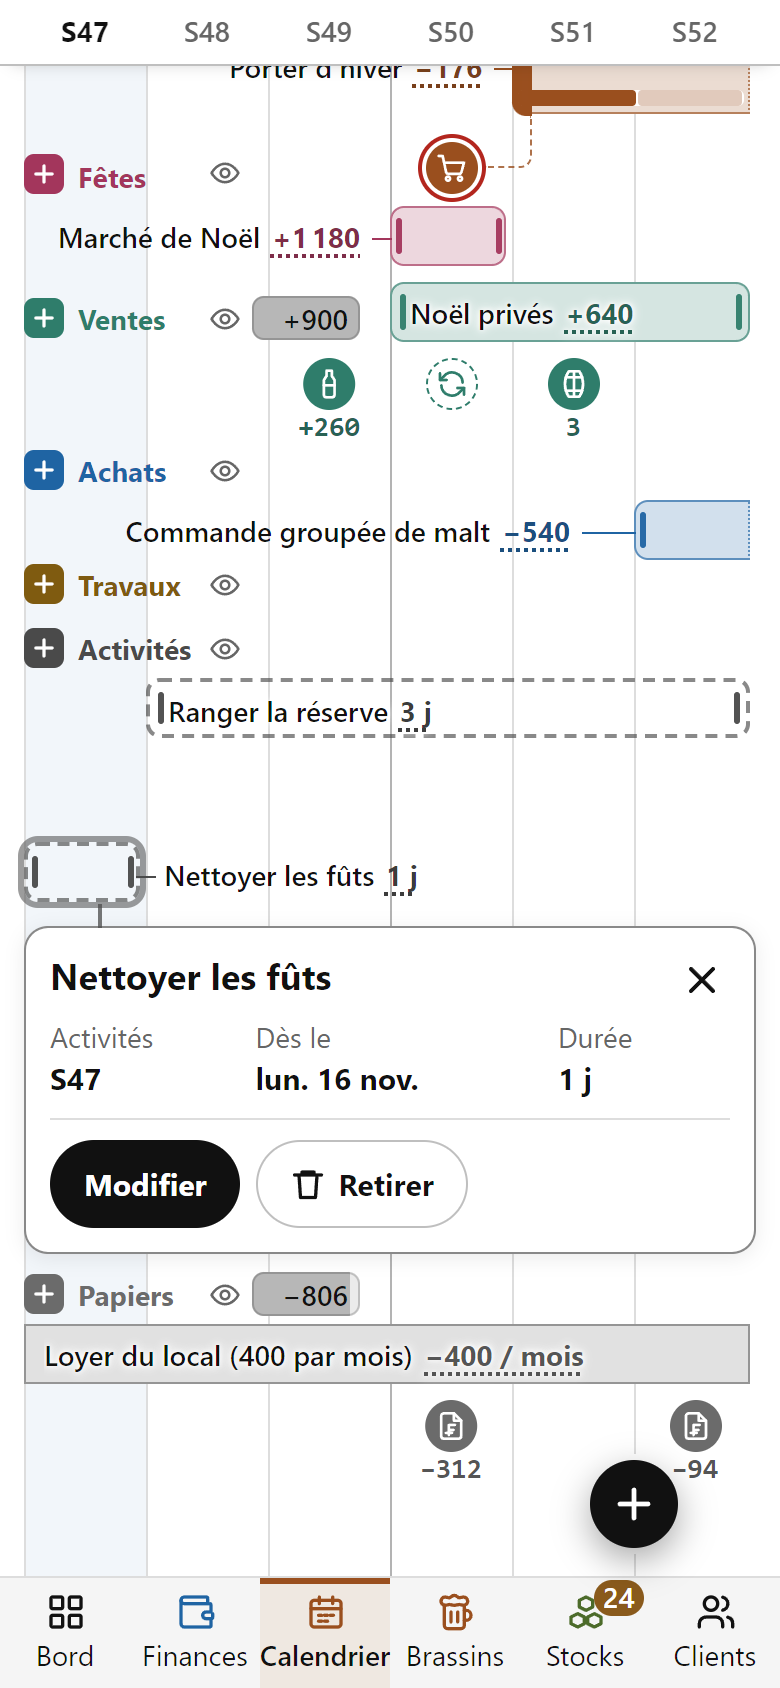 S47 S48 S49 S50 S51 S52
Porter d'hiver −176
Fêtes
Marché de Noël +1 180
Ventes +900 Noël privés +640
+260 3
Achats
Commande groupée de malt −540
Travaux
Activités
Ranger la réserve 3 j
Nettoyer les fûts 1 j
Nettoyer les fûts
Activités Dès le Durée
S47 lun. 16 nov. 1 j
Modifier Retirer
Papiers −806
Loyer du local (400 par mois) −400 / mois
−312 −94
24
Bord Finances Calendrier Brassins Stocks Clients